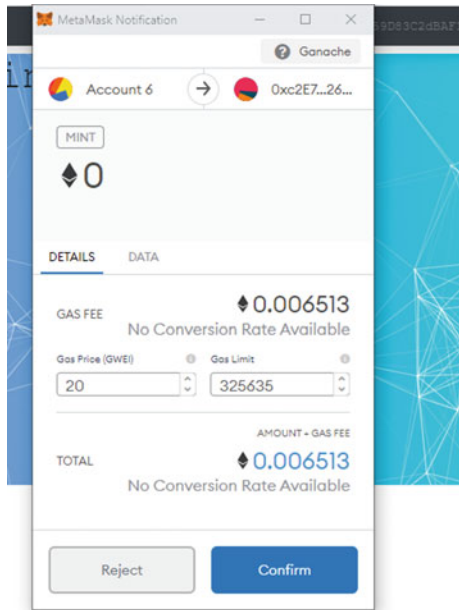 MetaMask Notification
Ganache
Account 6
0xc2E7...26...
MINT
0
DETAILS DATA
GAS FEE
0.006513
No Conversion Rate Available
Gas Price (GWEI) Gas Limit
20 325635
AMOUNT + GAS FEE
TOTAL
0.006513
No Conversion Rate Available
Reject Confirm